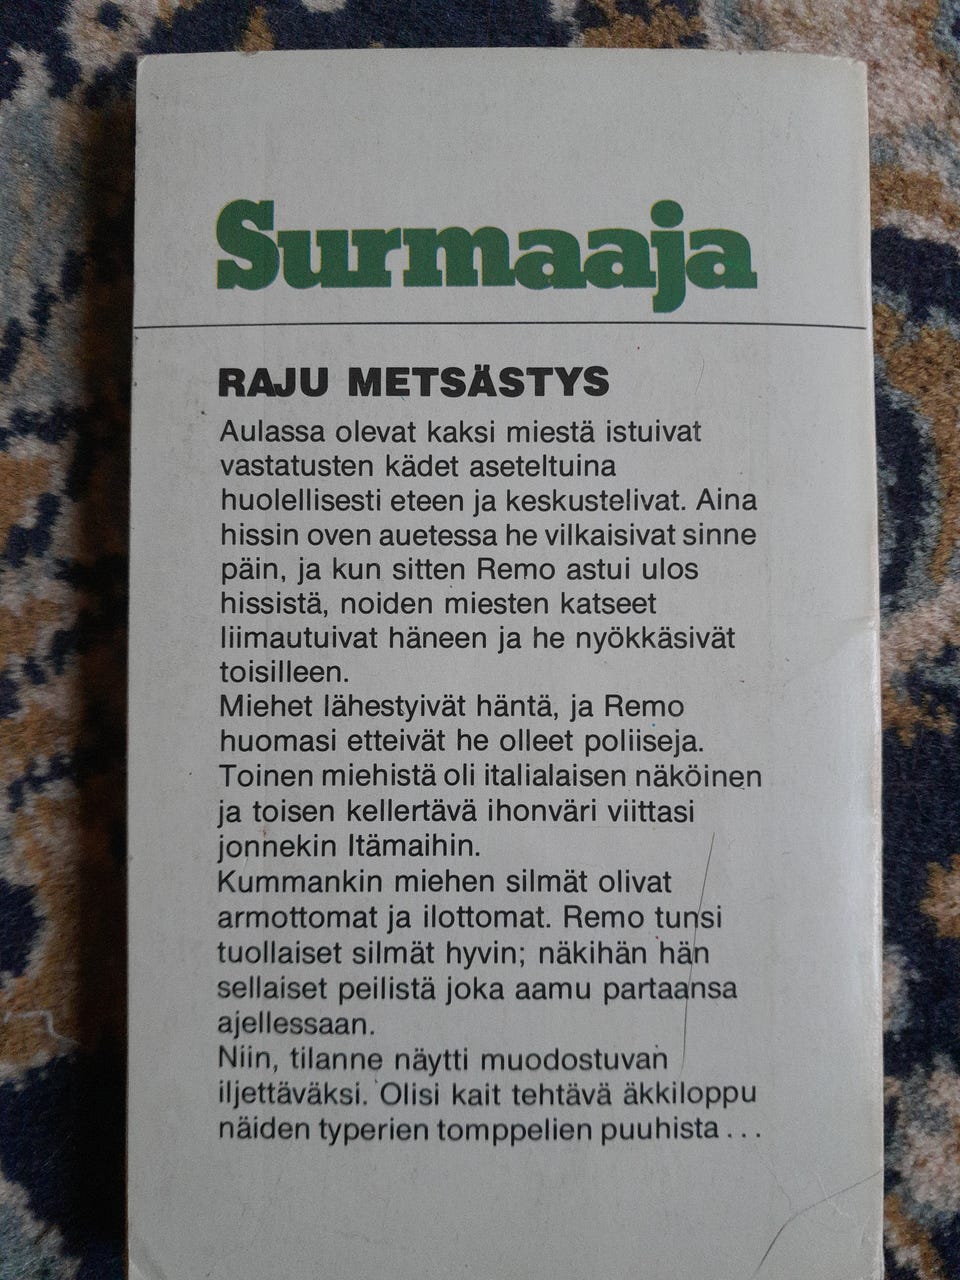 Surmaaja
RAJU METSÄSTYS
Aulassa olevat kaksi miestä istuivat
vastatusten kädet aseteltuina
huolellisesti eteen ja keskustelivat. Aina
hissin oven auetessa he vilkaisivat sinne
päin, ja kun sitten Remo astui ulos
hissistä, noiden miesten katseet
liimautuivat häneen ja he nyökkäsivät
toisilleen.
Miehet lähestyivät häntä, ja Remo
huomasi etteivät he olleet poliiseja.
Toinen miehistä oli italialaisen näköinen
ja toisen kellertävä ihonväri viittasi
jonnekin Itämaihin.
Kummankin miehen silmät olivat
armottomat ja ilottomat. Remo tunsi
tuollaiset silmät hyvin; näkihän hän
sellaiset peilistä joka aamu partaansa
ajellessaan.
Niin, tilanne näytti muodostuvan
iljettäväksi. Olisi kait tehtävä äkkiloppu
näiden typerien tomppelien puuhista . . .